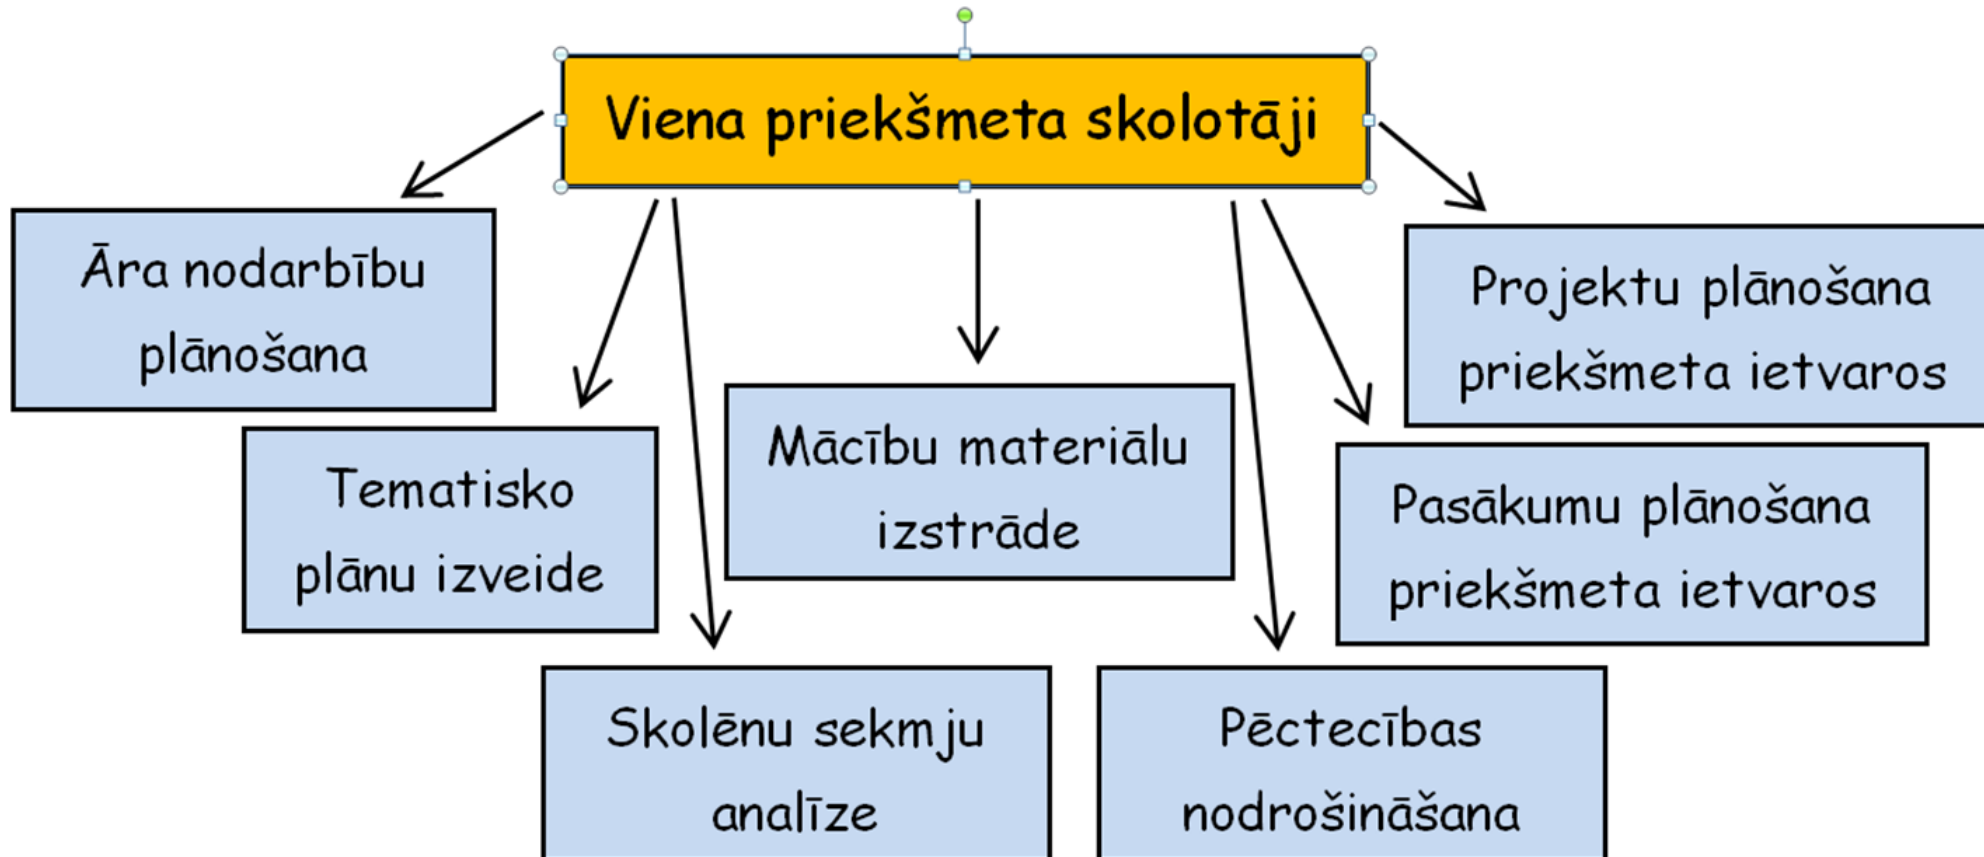 Viena priekšmeta skolotāji
Āra nodarbību
plānošana
Projektu plānošana
priekšmeta ietvaros
Tematisko
plānu izveide
Mācību materiālu
izstrāde
Pasākumu plānošana
priekšmeta ietvaros
Skolēnu sekmju
analīze
Pēctecības
nodrošināšana